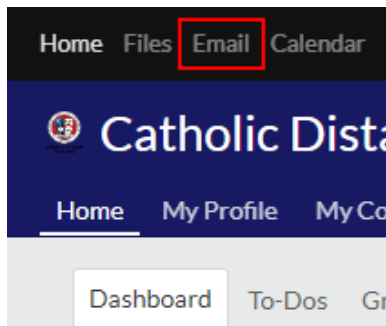 Home Files Email Calendar
Catholic Dista
Home My Profile My Co
Dashboard To-Dos Gr